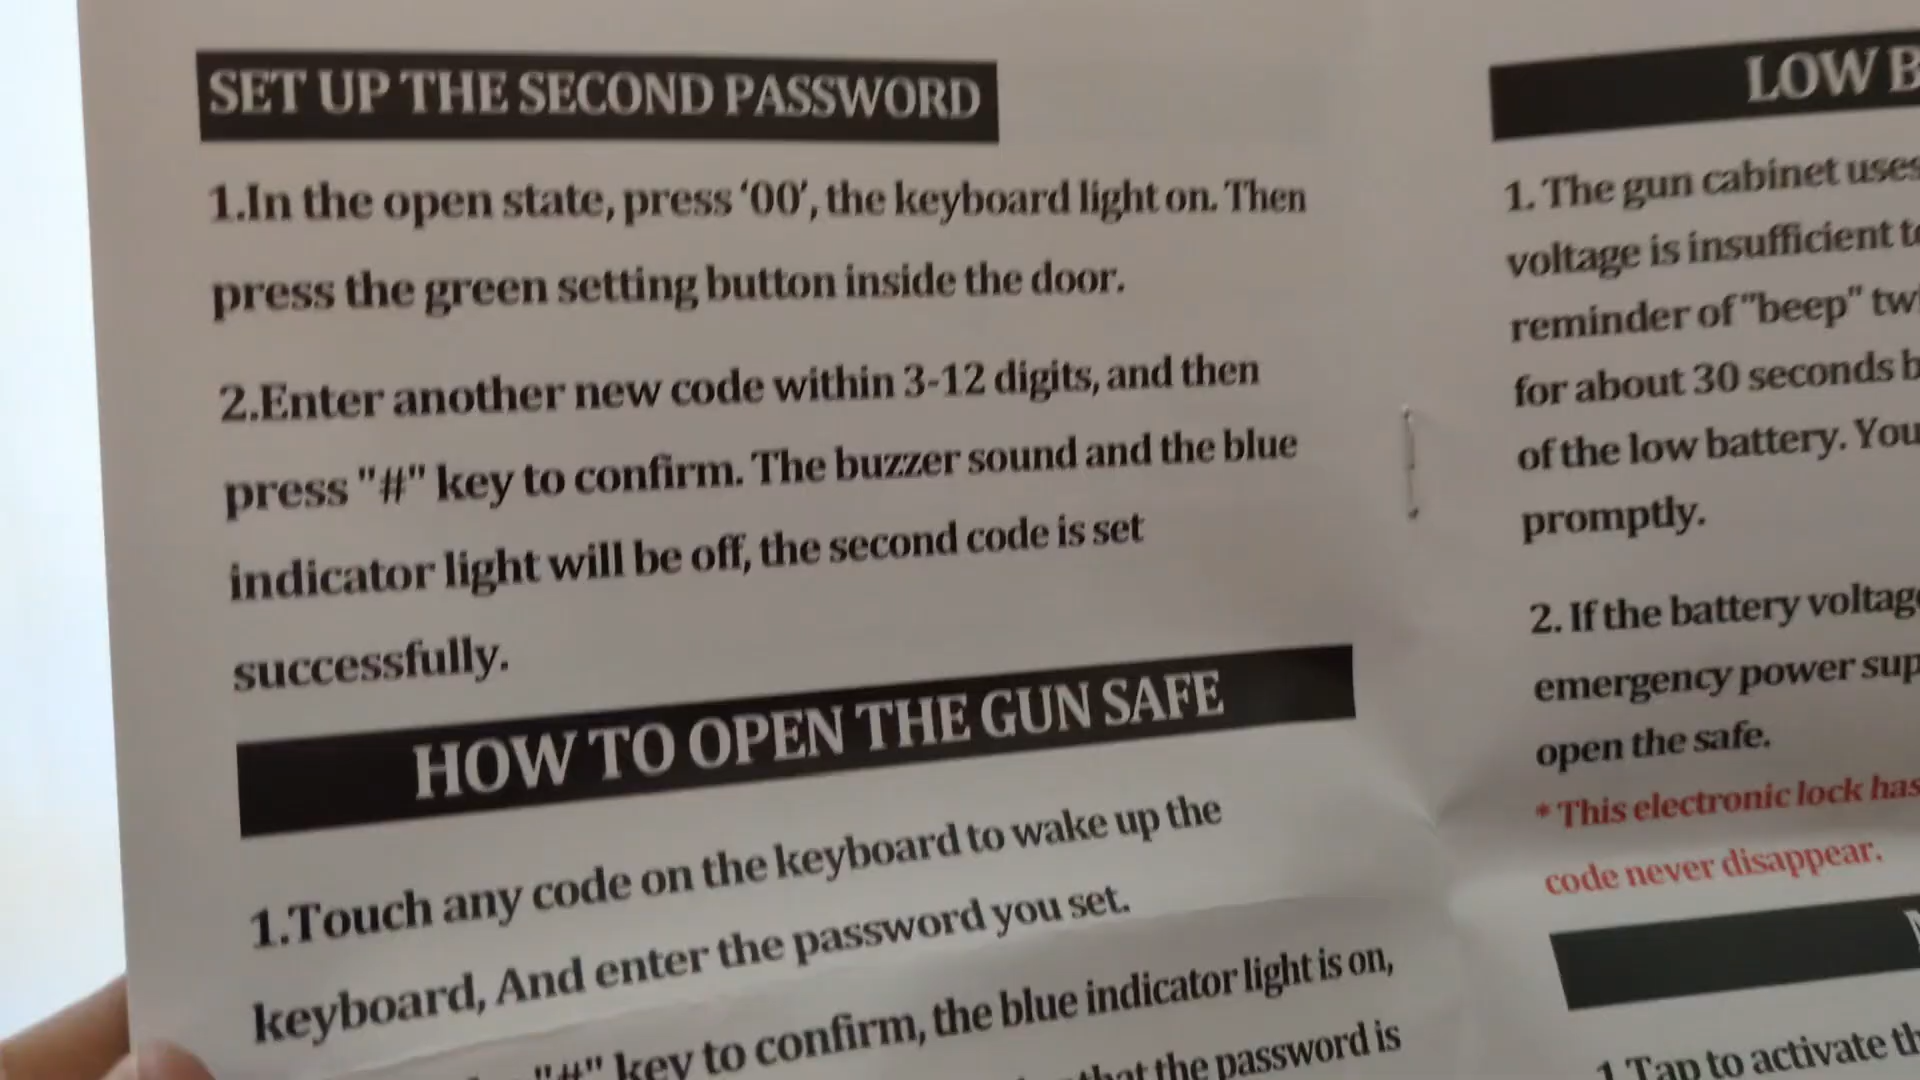 SET UP THE SECOND PASSWORD
1.In the open state, press ‘00’, the keyboard light on. Then
press the green setting button inside the door.
2.Enter another new code within 3-12 digits, and then
press "#" key to confirm. The buzzer sound and the blue
indicator light will be off, the second code is set
successfully.
HOW TO OPEN THE GUN SAFE
1.Touch any code on the keyboard to wake up the
keyboard, And enter the password you set.
"#" key to confirm, the blue indicator light is on,
that the password is
LOW
1. The gun cabinet uses
voltage is insufficient
reminder of "beep"
for about 30 seconds
of the low battery. You
promptly.
2. If the battery
emergency power
open the safe.
* This electronic lock has
code never disappear.
1 Tap to activate